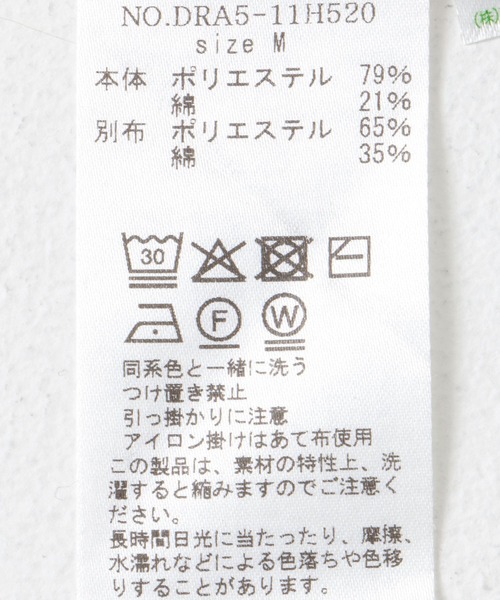 NO.DRA5-11H520
size M
本体 ポリエステル 79%
綿 21%
別布 ポリエステル 65%
綿 35%
30
F W
同系色と一緒に洗う
つけ置き禁止
引っ掛かりに注意
アイロン掛けはあて布使用
この製品は、素材の特性上、洗
濯すると縮みますのでご注意く
ださい。
長時間日光に当たったり、摩擦、
水濡れなどによる色落ちや色移
りすることがあります。
(株)